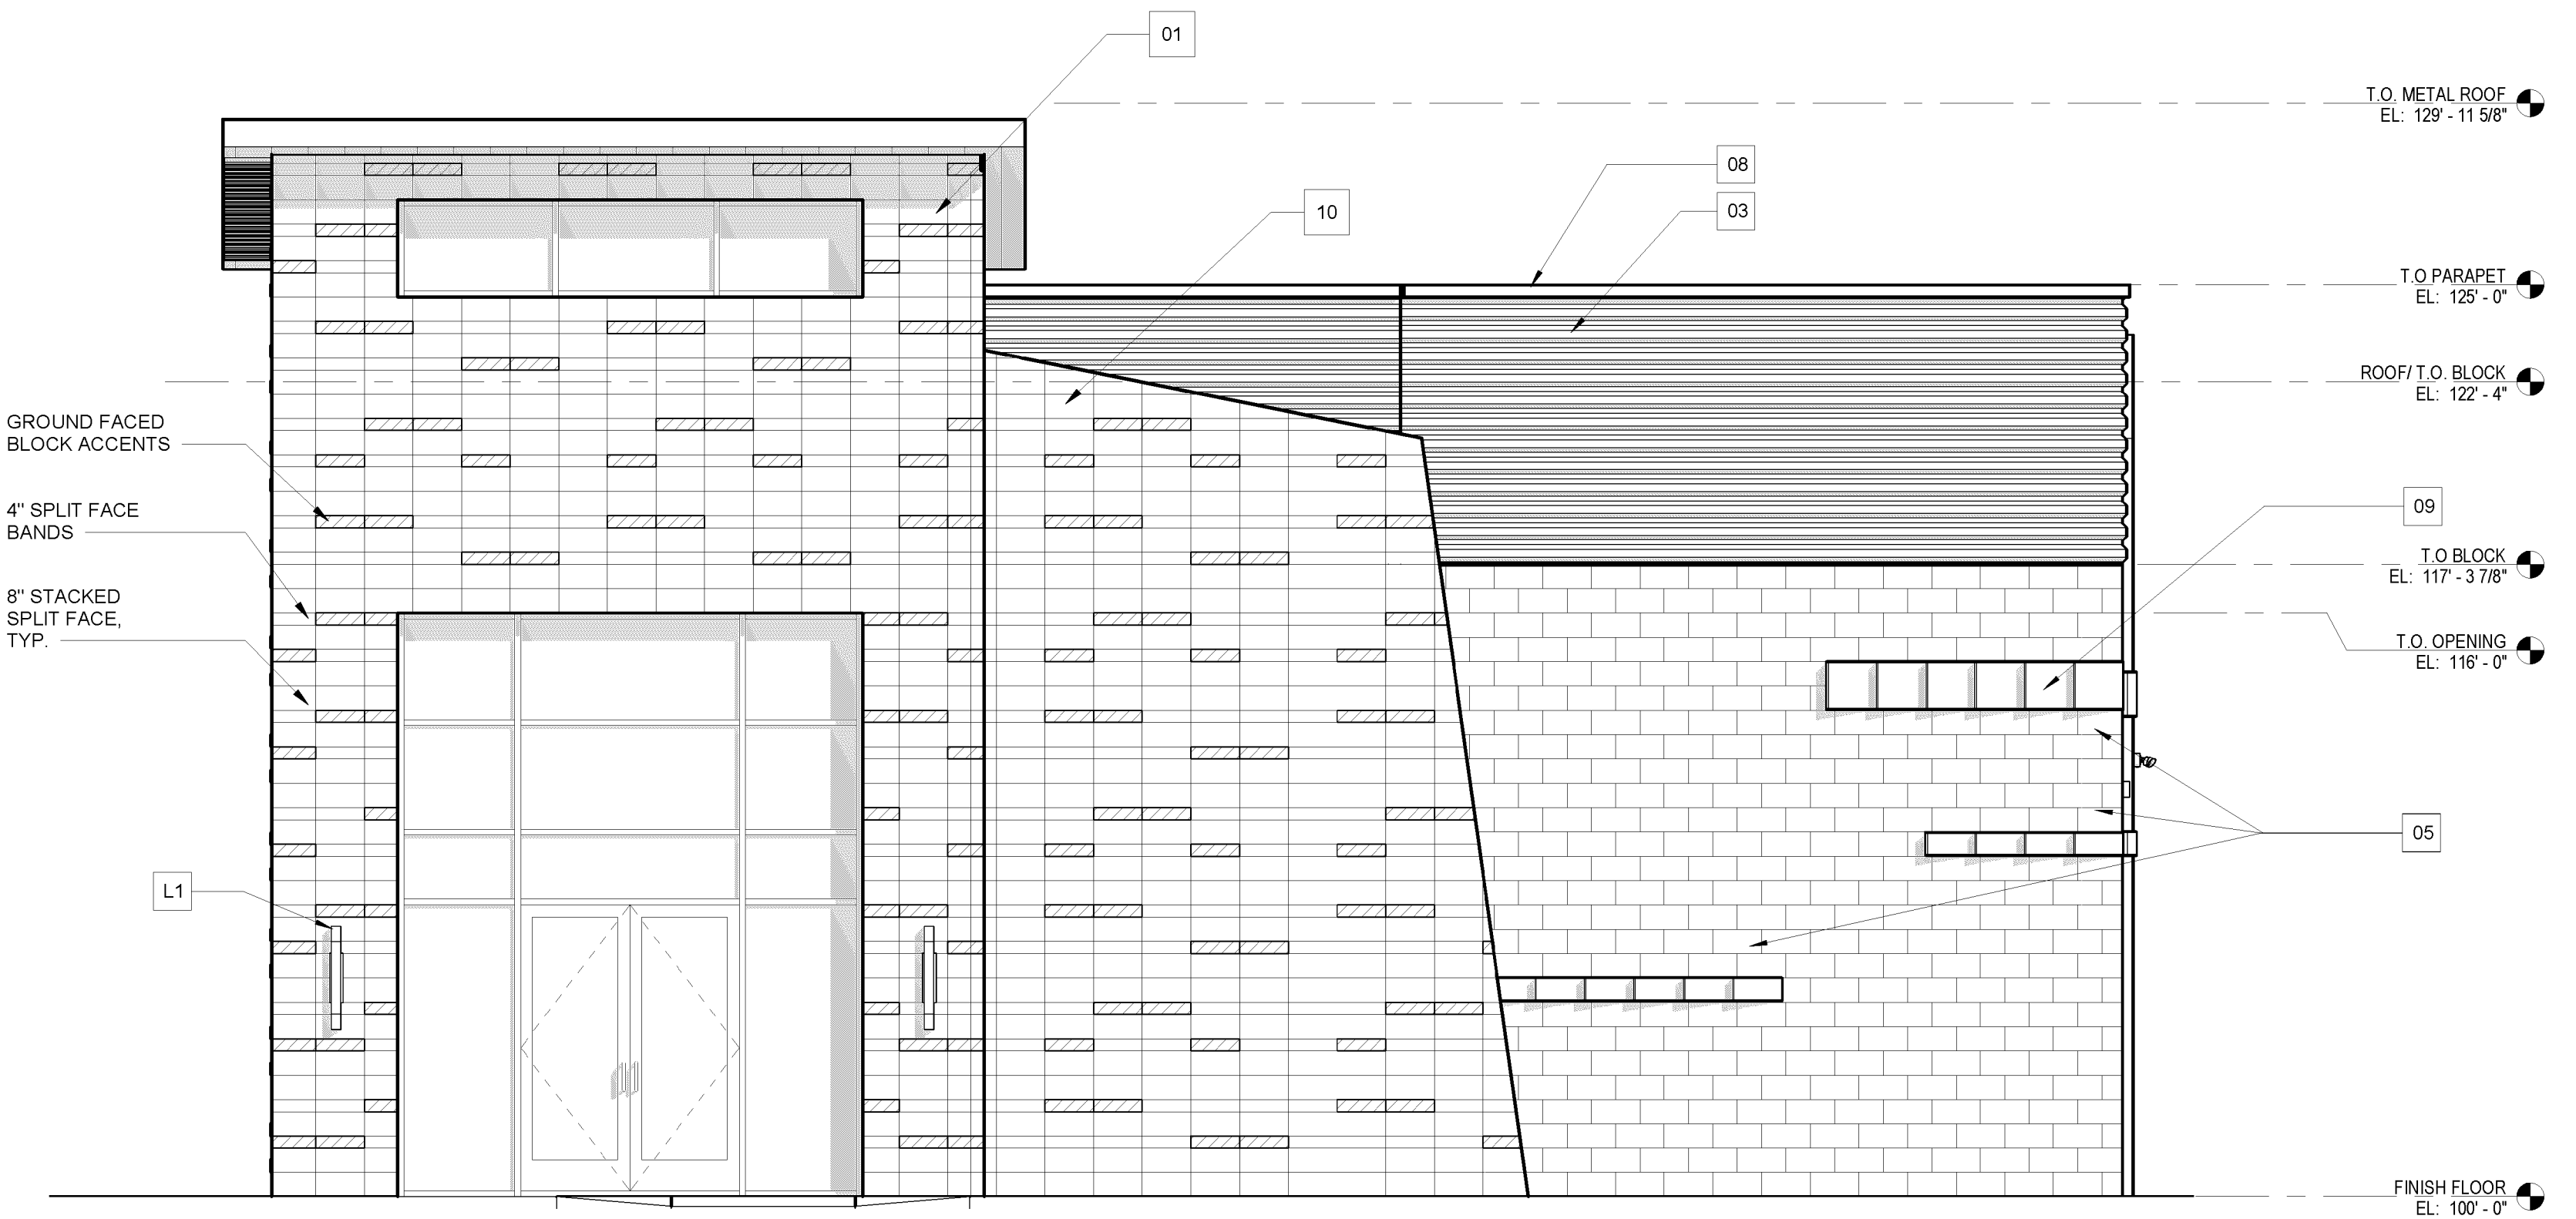 01
T.O. METAL ROOF
EL: 129' - 11 5/8"
08
03
10
T.O PARAPET
EL: 125' - 0"
ROOF/ T.O. BLOCK
EL: 122' - 4"
GROUND FACED
BLOCK ACCENTS
4" SPLIT FACE
BANDS
09
T.O BLOCK
EL: 117' - 3 7/8"
8" STACKED
SPLIT FACE,
TYP.
T.O. OPENING
EL: 116' - 0"
05
L1
FINISH FLOOR
EL: 100' - 0"